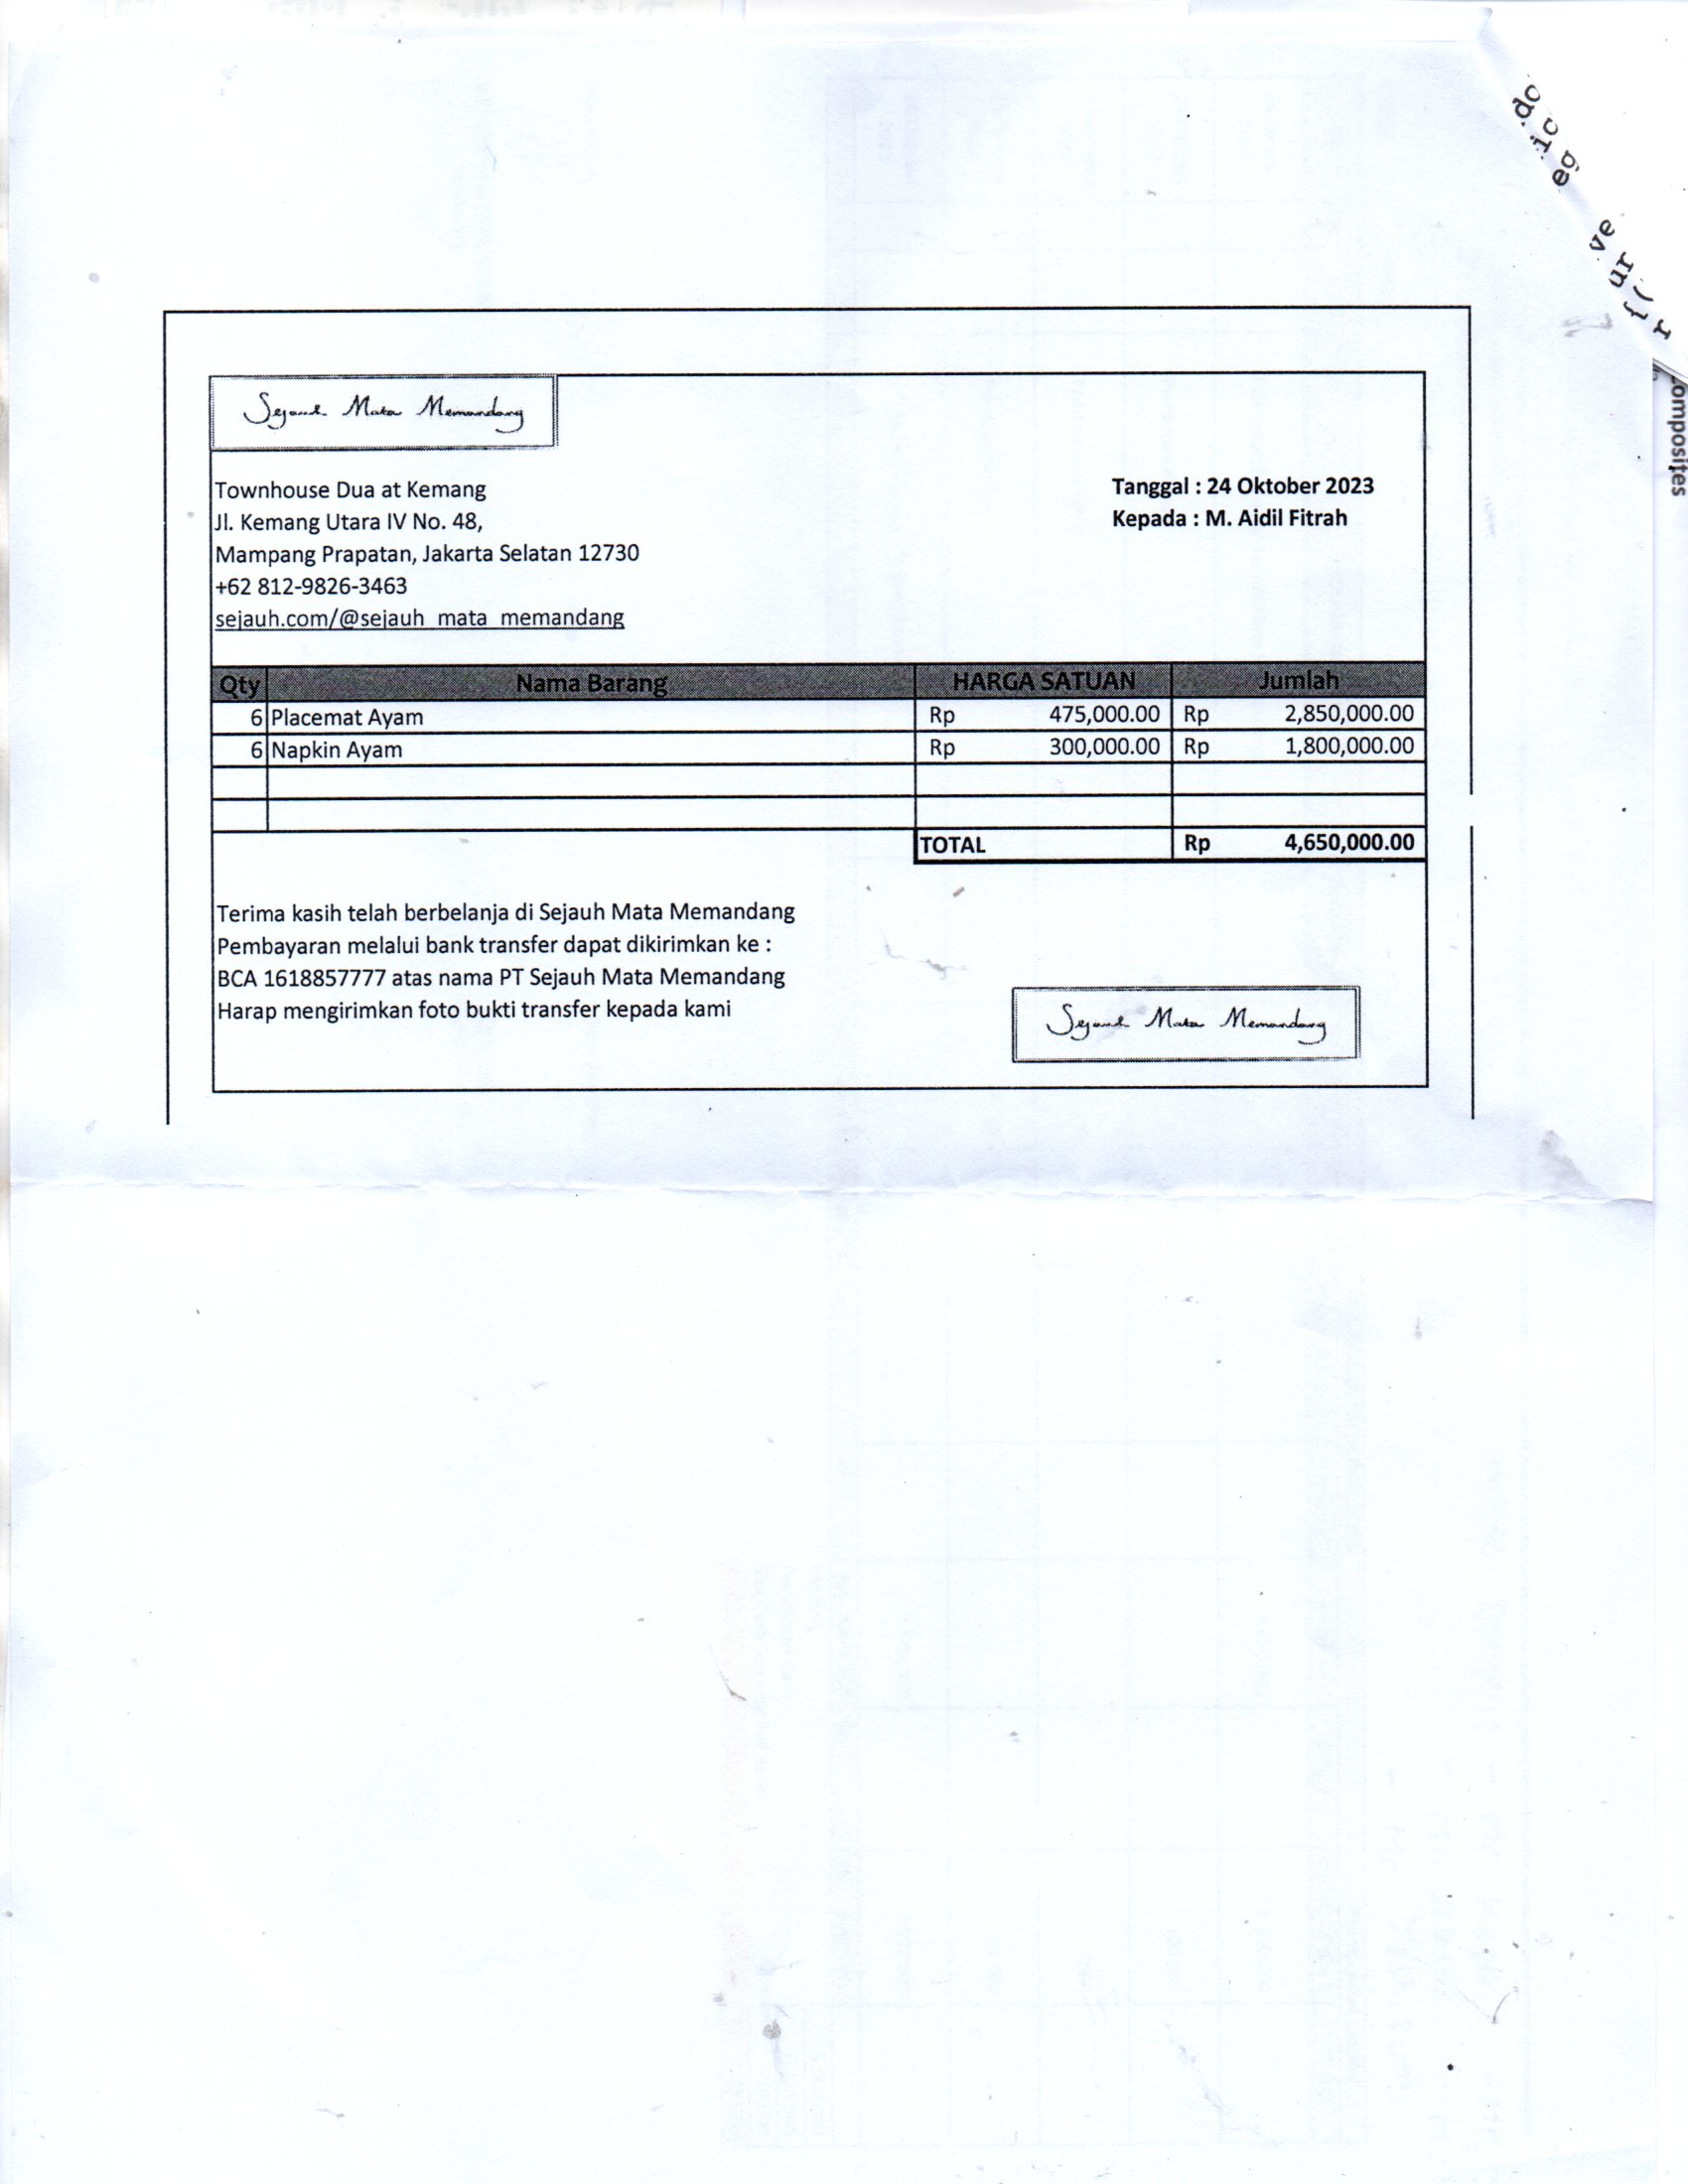 Sejauh Mata Memandang
Townhouse Dua at Kemang
Jl. Kemang Utara IV No. 48,
Mampang Prapatan, Jakarta Selatan 12730
+62 812-9826-3463
sejauh.com/@sejauh_mata_memandang
Tanggal : 24 Oktober 2023
Kepada : M. Aidil Fitrah
Qty Nama Barang HARGA SATUAN Jumlah
6 Placemat Ayam Rp 475,000.00 Rp 2,850,000.00
6 Napkin Ayam Rp 300,000.00 Rp 1,800,000.00
TOTAL Rp 4,650,000.00
Terima kasih telah berbelanja di Sejauh Mata Memandang
Pembayaran melalui bank transfer dapat dikirimkan ke :
BCA 1618857777 atas nama PT Sejauh Mata Memandang
Harap mengirimkan foto bukti transfer kepada kami
Sejauh Mata Memandang
omposites